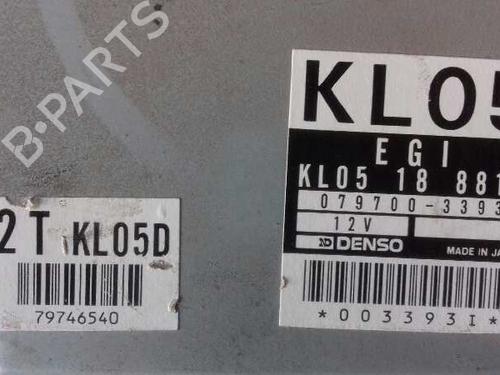 B-PARTS
KL05
EGI
KL05 18 881
079700-3393
12V
DENSO
MADE IN JA
*003393I*
2T KL05D
79746540